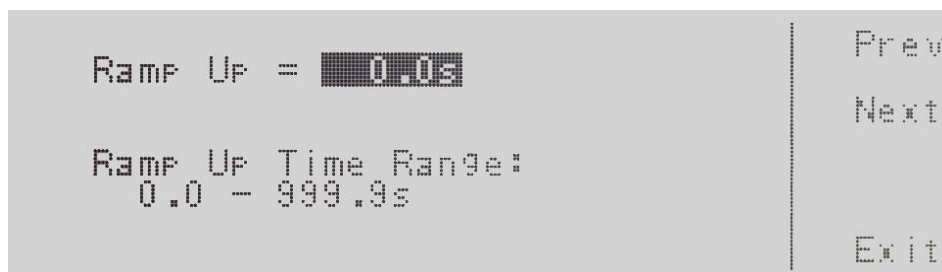 Ramp Up = 0.0s
Prev
Next
Ramp Up Time Range:
0.0 - 999.9s
Exit